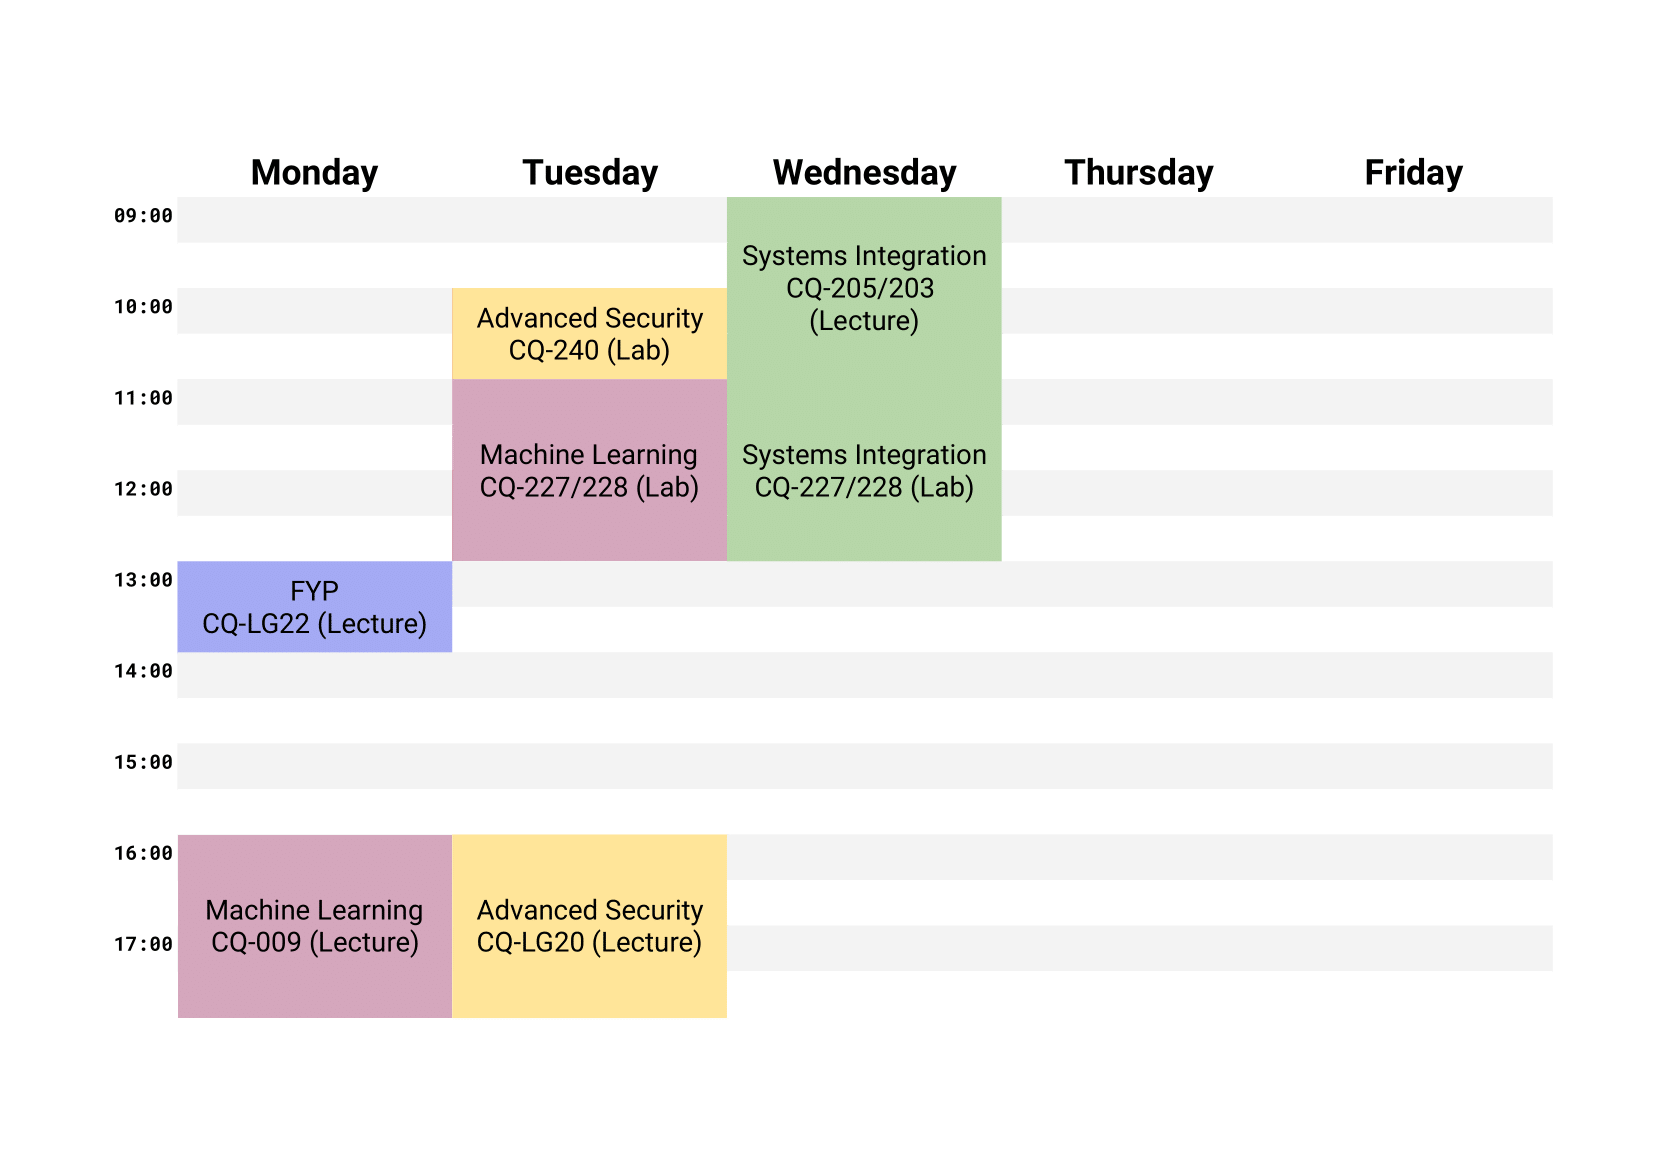 Monday
Tuesday
Wednesday
Thursday
Friday
09:00
Systems Integration
CQ-205/203
(Lecture)
10:00
Advanced Security
CQ-240 (Lab)
11:00
Machine Learning
CQ-227/228 (Lab)
Systems Integration
CQ-227/228 (Lab)
12:00
13:00
FYP
CQ-LG22 (Lecture)
14:00
15:00
16:00
Machine Learning
CQ-009 (Lecture)
Advanced Security
CQ-LG20 (Lecture)
17:00